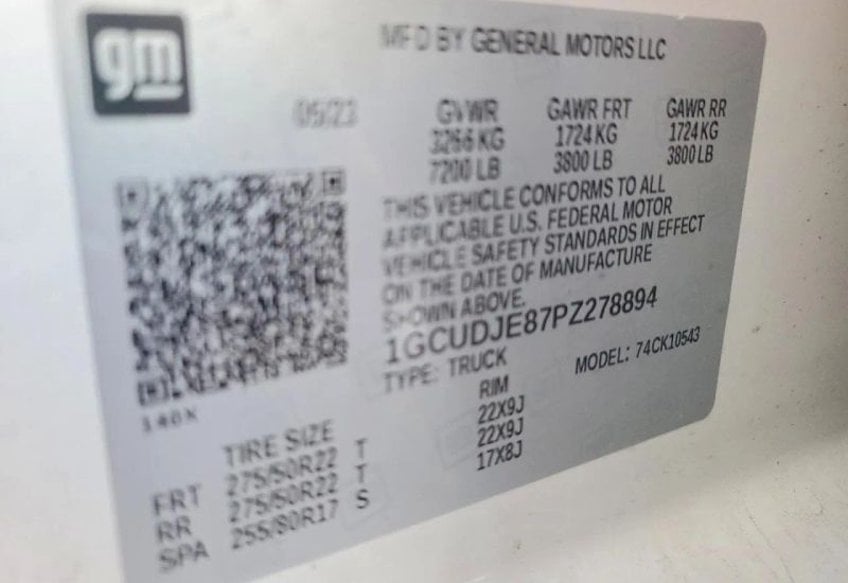 gm
MFD BY GENERAL MOTORS LLC
05/23
GVWR GAWR FRT GAWR RR
3266 KG 1724 KG 1724 KG
7200 LB 3800 LB 3800 LB
THIS VEHICLE CONFORMS TO ALL
APPLICABLE U.S. FEDERAL MOTOR
VEHICLE SAFETY STANDARDS IN EFFECT
ON THE DATE OF MANUFACTURE
SHOWN ABOVE.
1GCUDJE87PZ278894
TYPE: TRUCK MODEL: 74CK10543
TIRE SIZE RIM
FRT 275/50R22 T 22X9J
RR 275/50R22 T 22X9J
SPA 255/80R17 S 17X8J